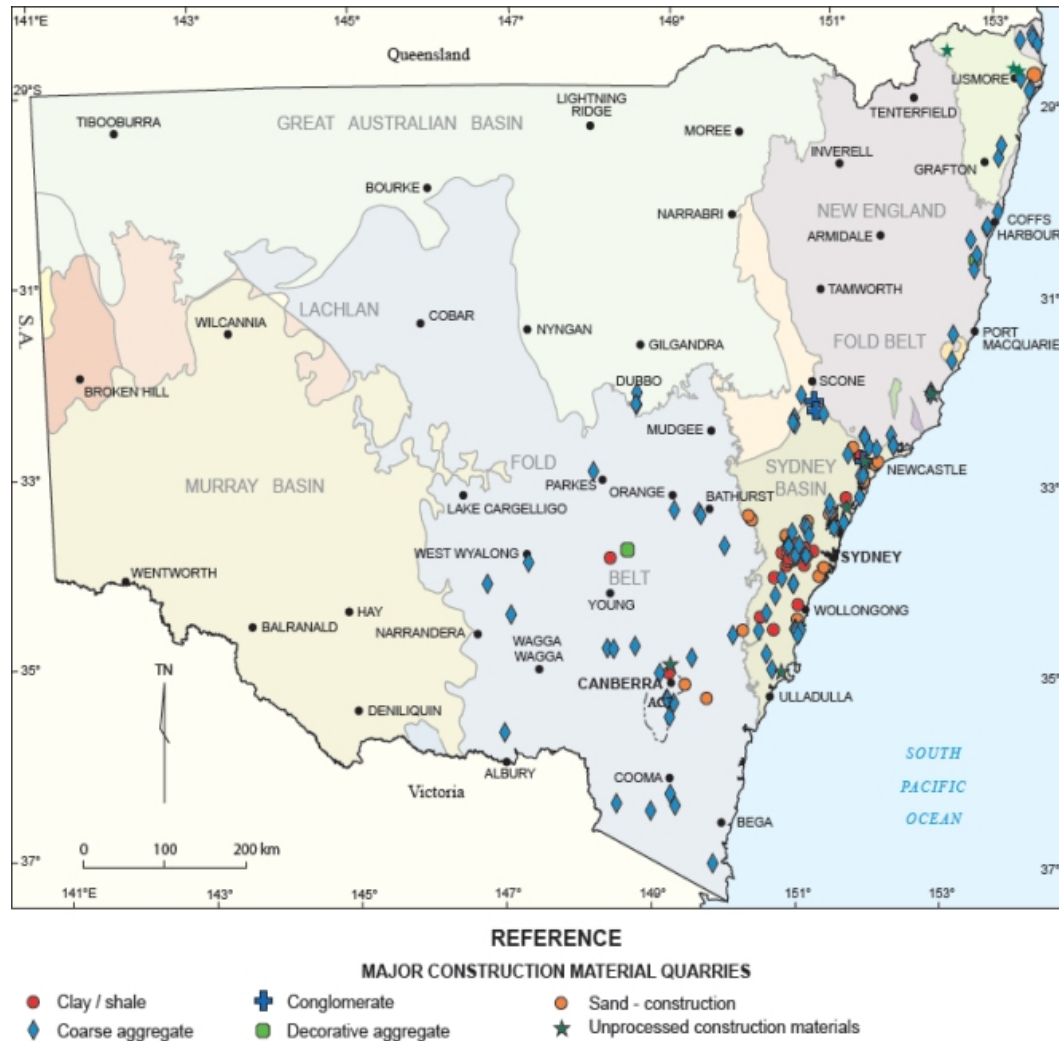 141°E 143° 145° 147° 149° 151° 153°
Queensland
29°S
29°
LISMORE
TENTERFIELD
LIGHTNING
RIDGE
TIBOOBURRA
GREAT AUSTRALIAN BASIN
MOREE
INVERELL
GRAFTON
BOURKE
NARRABRI
NEW ENGLAND
COFFS
HARBOUR
ARMIDALE
31°
31°
S.A.
LACHLAN
TAMWORTH
WILCANNIA
COBAR
NYNGAN
PORT
MACQUARIE
GILGANDRA
FOLD BELT
BROKEN HILL
DUBBO
SCONE
MUDGEE
FOLD
SYDNEY
BASIN
NEWCASTLE
33°
33°
MURRAY BASIN
PARKES
ORANGE
BATHURST
LAKE CARGELLIGO
WEST WYALONG
SYDNEY
WENTWORTH
BELT
YOUNG
HAY
WOLLONGONG
BALRANALD
NARRANDERA
WAGGA
WAGGA
TN
35°
35°
CANBERRA
ACT
ULLADULLA
DENILIQUIN
ALBURY
COOMA
Victoria
SOUTH
PACIFIC
OCEAN
BEGA
0 100 200 km
37°
37°
141°E 143° 145° 147° 149° 151° 153°
REFERENCE
MAJOR CONSTRUCTION MATERIAL QUARRIES
Clay / shale Conglomerate Sand - construction
Coarse aggregate Decorative aggregate Unprocessed construction materials